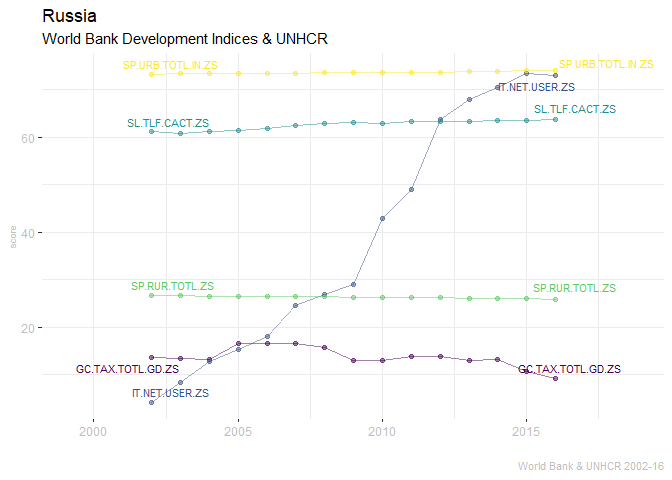 Russia
World Bank Development Indices & UNHCR
SP.URB.TOTL.IN.ZS
SP.URB.TOTL.IN.ZS
IT.NET.USER.ZS
SL.TLF.CACT.ZS
SL.TLF.CACT.ZS
60
40
score
SP.RUR.TOTL.ZS
SP.RUR.TOTL.ZS
20
GC.TAX.TOTL.GD.ZS
GC.TAX.TOTL.GD.ZS
IT.NET.USER.ZS
2000 2005 2010 2015
World Bank & UNHCR 2002-16